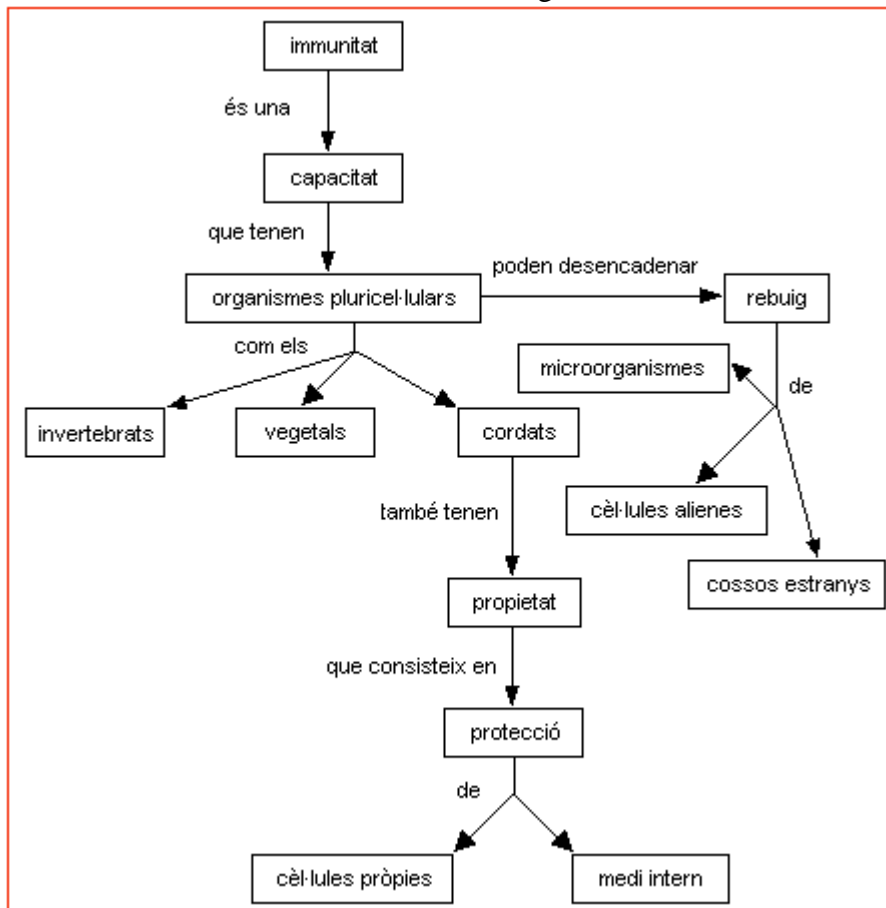 immunitat
és una
capacitat
que tenen
organismes pluricel·lulars
poden desencadenar
rebuig
com els
microorganismes
de
invertebrats
vegetals
cordats
cèl·lules alienes
també tenen
cossos estranys
propietat
que consisteix en
protecció
de
cèl·lules pròpies
medi intern